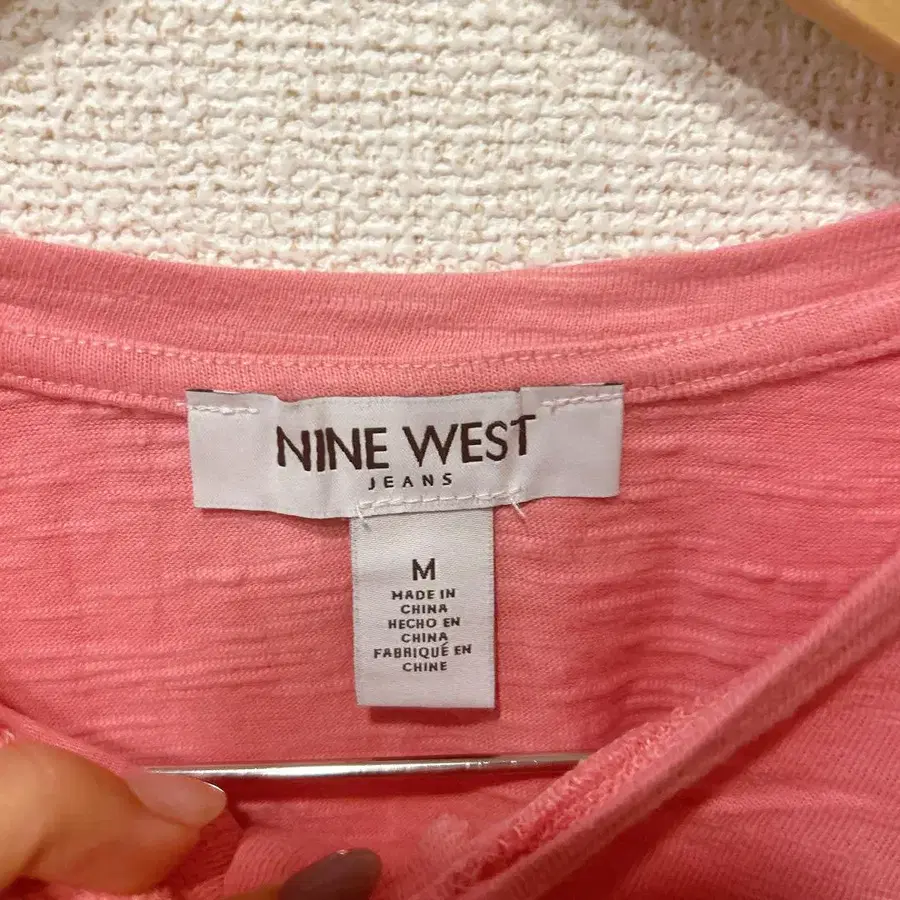 NINE WEST
JEANS
M
MADE IN
CHINA
HECHO EN
CHINA
FABRIQUÉ EN
CHINE